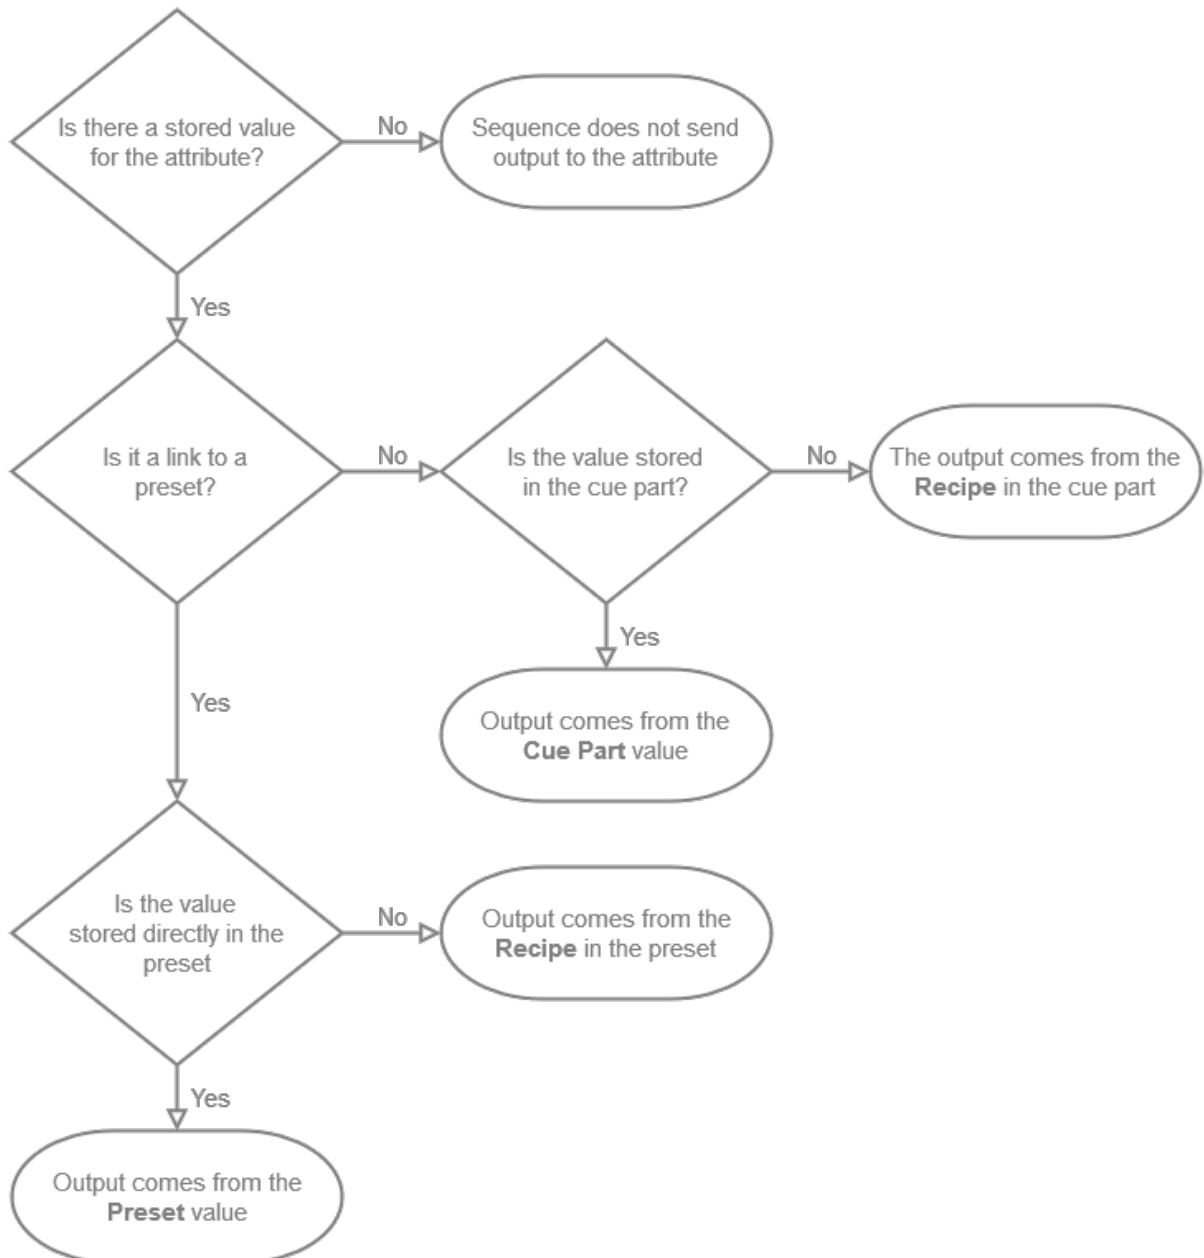 Is there a stored value
for the attribute?
No
Sequence does not send
output to the attribute
Yes
Is it a link to a
preset?
No
Is the value stored
in the cue part?
No
The output comes from the
Recipe in the cue part
Yes
Output comes from the
Cue Part value
Yes
Is the value
stored directly in the
preset
No
Output comes from the
Recipe in the preset
Yes
Output comes from the
Preset value